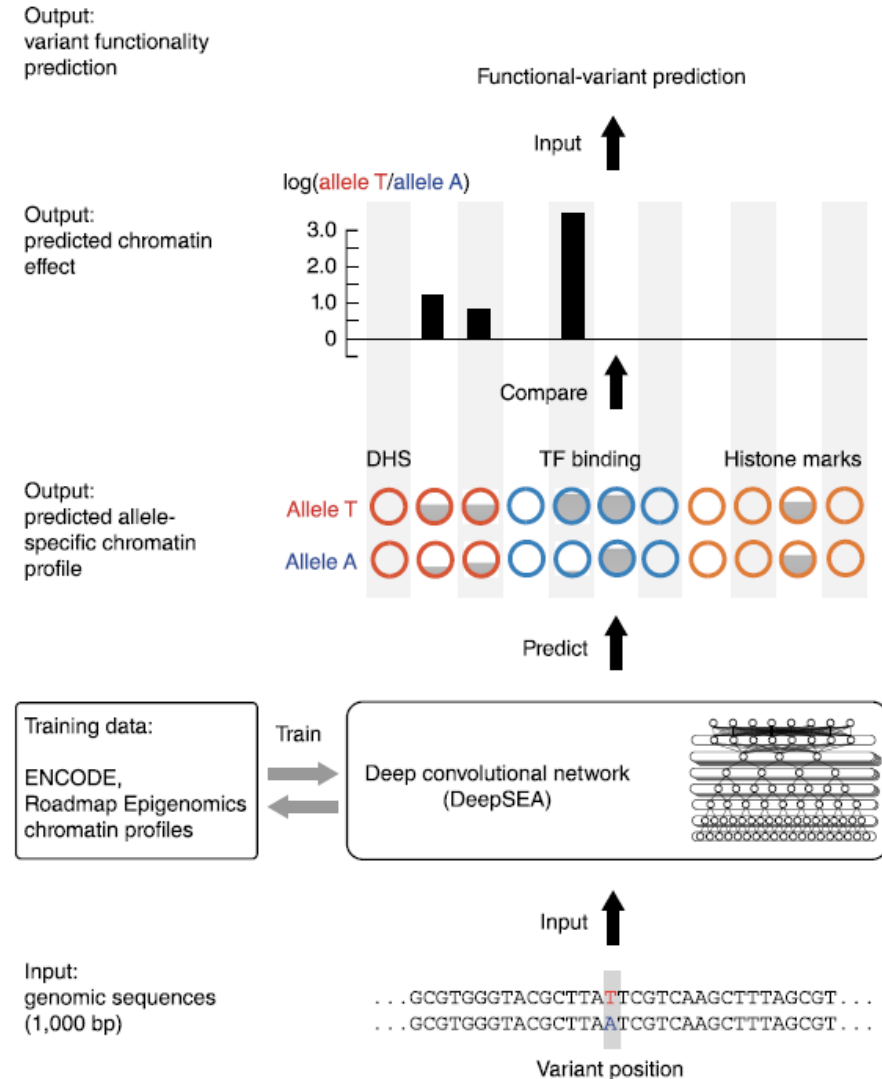 Output:
variant functionality
prediction
Functional-variant prediction
Input
log(allele T/allele A)
Output:
predicted chromatin
effect
3.0
2.0
1.0
0
Compare
DHS
TF binding
Histone marks
Output:
predicted allele-
specific chromatin
profile
Allele T
Allele A
Predict
Training data:
ENCODE,
Roadmap Epigenomics
chromatin profiles
Train
Deep convolutional network
(DeepSEA)
Input
Input:
genomic sequences
(1,000 bp)
...GCGTGGGTACGCTTATTCGTCAAGCTTTAGCGT...
...GCGTGGGTACGCTTAATCGTCAAGCTTTAGCGT...
Variant position